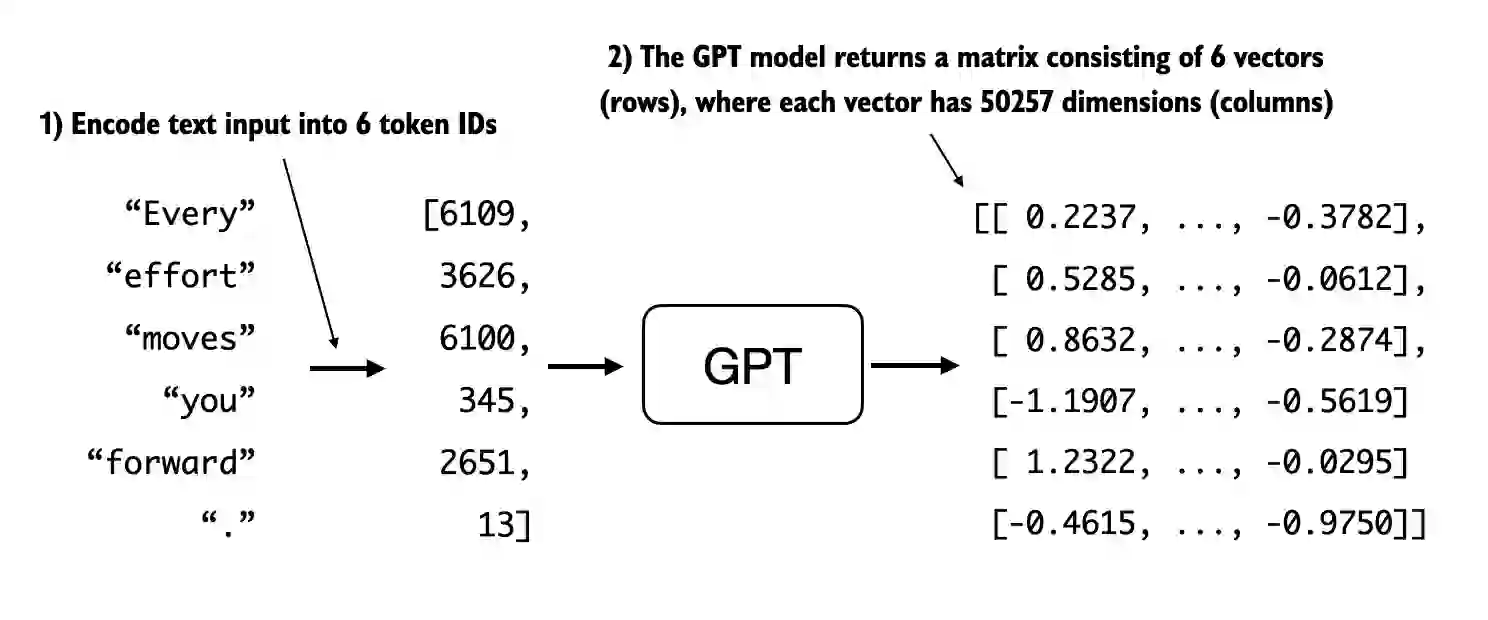 2) The GPT model returns a matrix consisting of 6 vectors
(rows), where each vector has 50257 dimensions (columns)
1) Encode text input into 6 token IDs
“Every” [6109, [[ 0.2237, ..., -0.3782],
“effort” 3626, [ 0.5285, ..., -0.0612],
“moves” 6100, [ 0.8632, ..., -0.2874],
GPT
“you” 345, [-1.1907, ..., -0.5619]
“forward” 2651, [ 1.2322, ..., -0.0295]
“.” 13] [-0.4615, ..., -0.9750]]